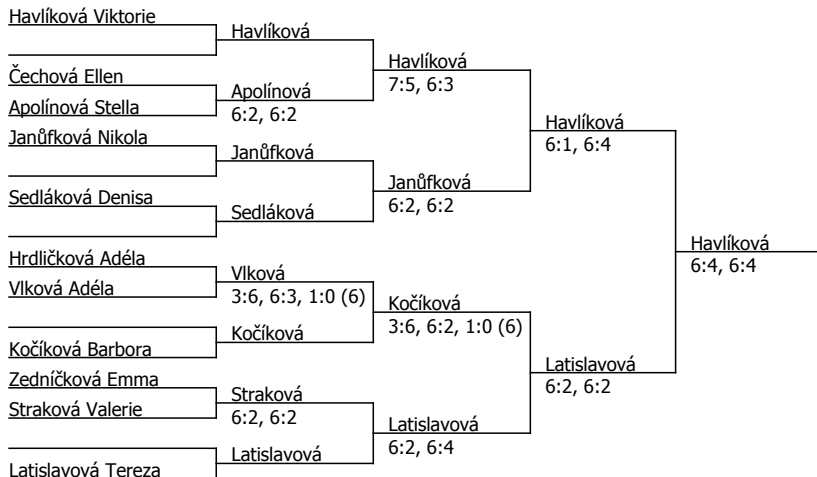 Havlíková Viktorie
Čechová Ellen
Apolínová Stella
Janůfková Nikola
Sedláková Denisa
Hrdličková Adéla
Vlková Adéla
Kočíková Barbora
Zedníčková Emma
Straková Valerie
Latislavová Tereza
Havlíková
Apolínová
6:2, 6:2
Janůfková
Sedláková
Vlková
3:6, 6:3, 1:0 (6)
Kočíková
Straková
6:2, 6:2
Latislavová
Havlíková
7:5, 6:3
Janůfková
6:2, 6:2
Kočíková
3:6, 6:2, 1:0 (6)
Latislavová
6:2, 6:4
Havlíková
6:1, 6:4
Latislavová
6:2, 6:2
Havlíková
6:4, 6:4